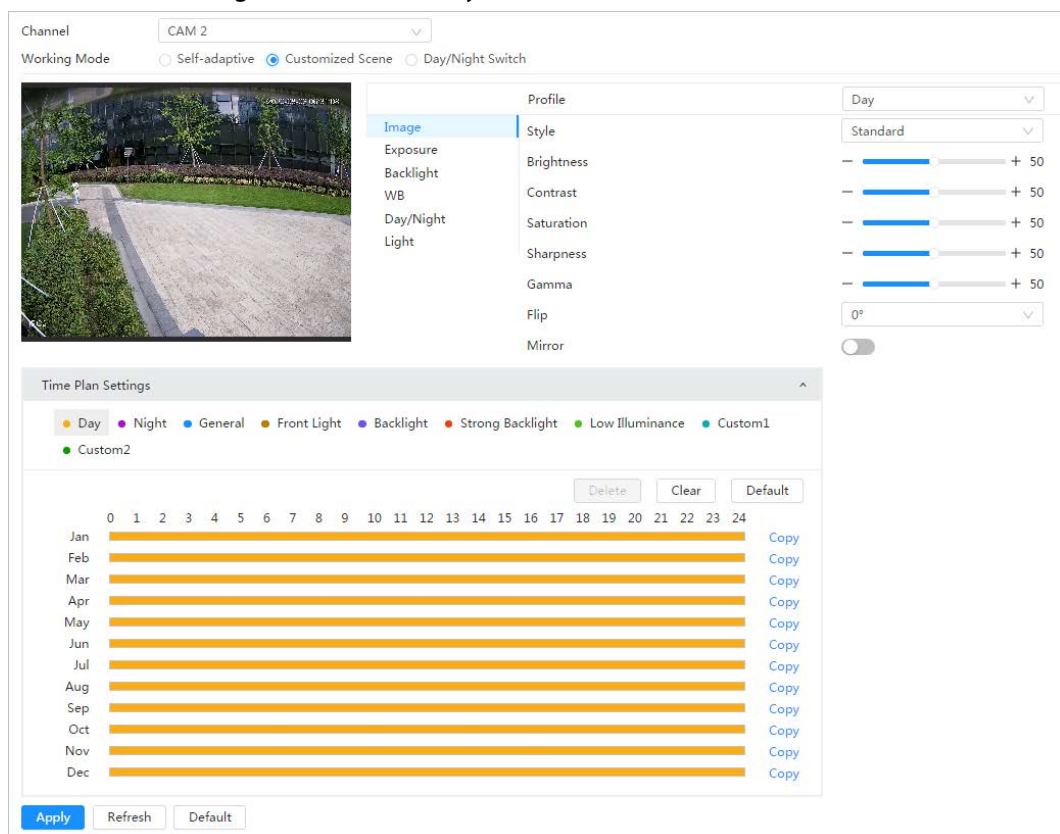 Channel CAM 2
Working Mode Self-adaptive Customized Scene Day/Night Switch
Profile Day
Image Style Standard
Exposure
Brightness 50
Backlight
WB Contrast 50
Day/Night Saturation 50
Light
Sharpness 50
Gamma 50
Flip 0°
Mirror
Time Plan Settings
Day Night General Front Light Backlight Strong Backlight Low Illuminance Custom1
Custom2
Delete Clear Default
0 1 2 3 4 5 6 7 8 9 10 11 12 13 14 15 16 17 18 19 20 21 22 23 24
Jan Copy
Feb Copy
Mar Copy
Apr Copy
May Copy
Jun Copy
Jul Copy
Aug Copy
Sep Copy
Oct Copy
Nov Copy
Dec Copy
Apply Refresh Default